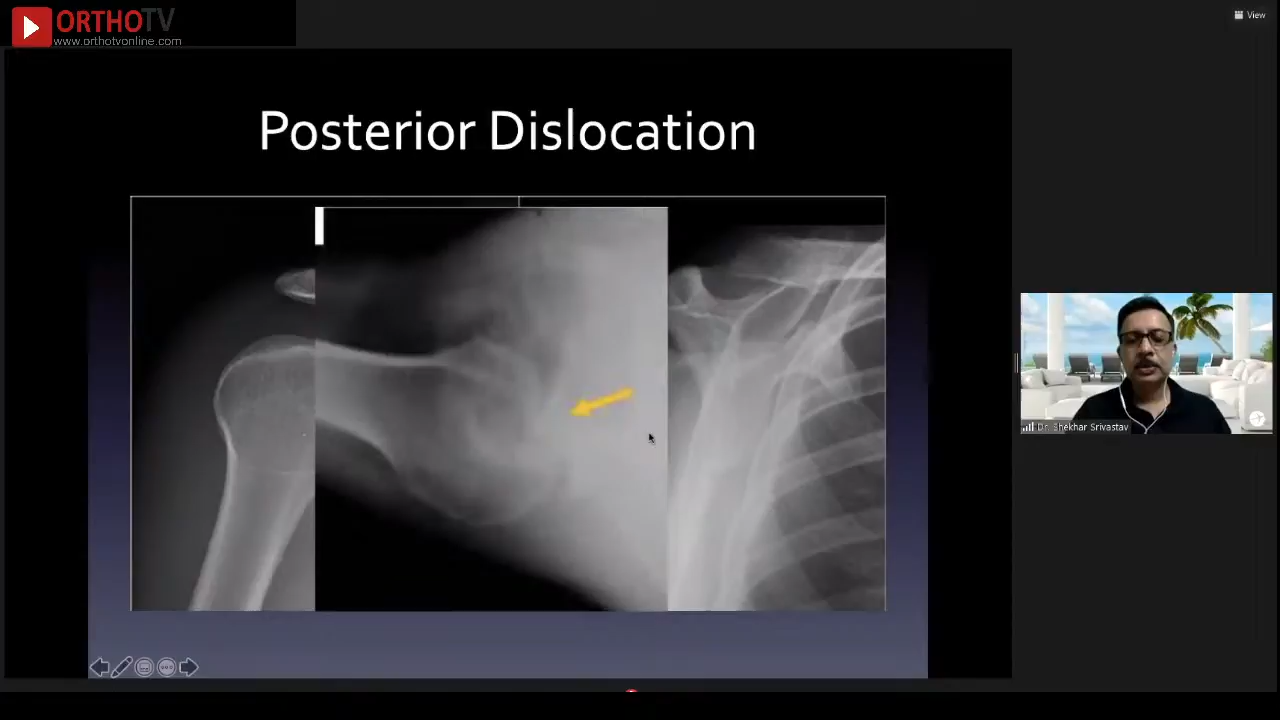 ORTHOTV
www.orthotvonline.com
View
Posterior Dislocation
Dr. Shekhar Srivastav